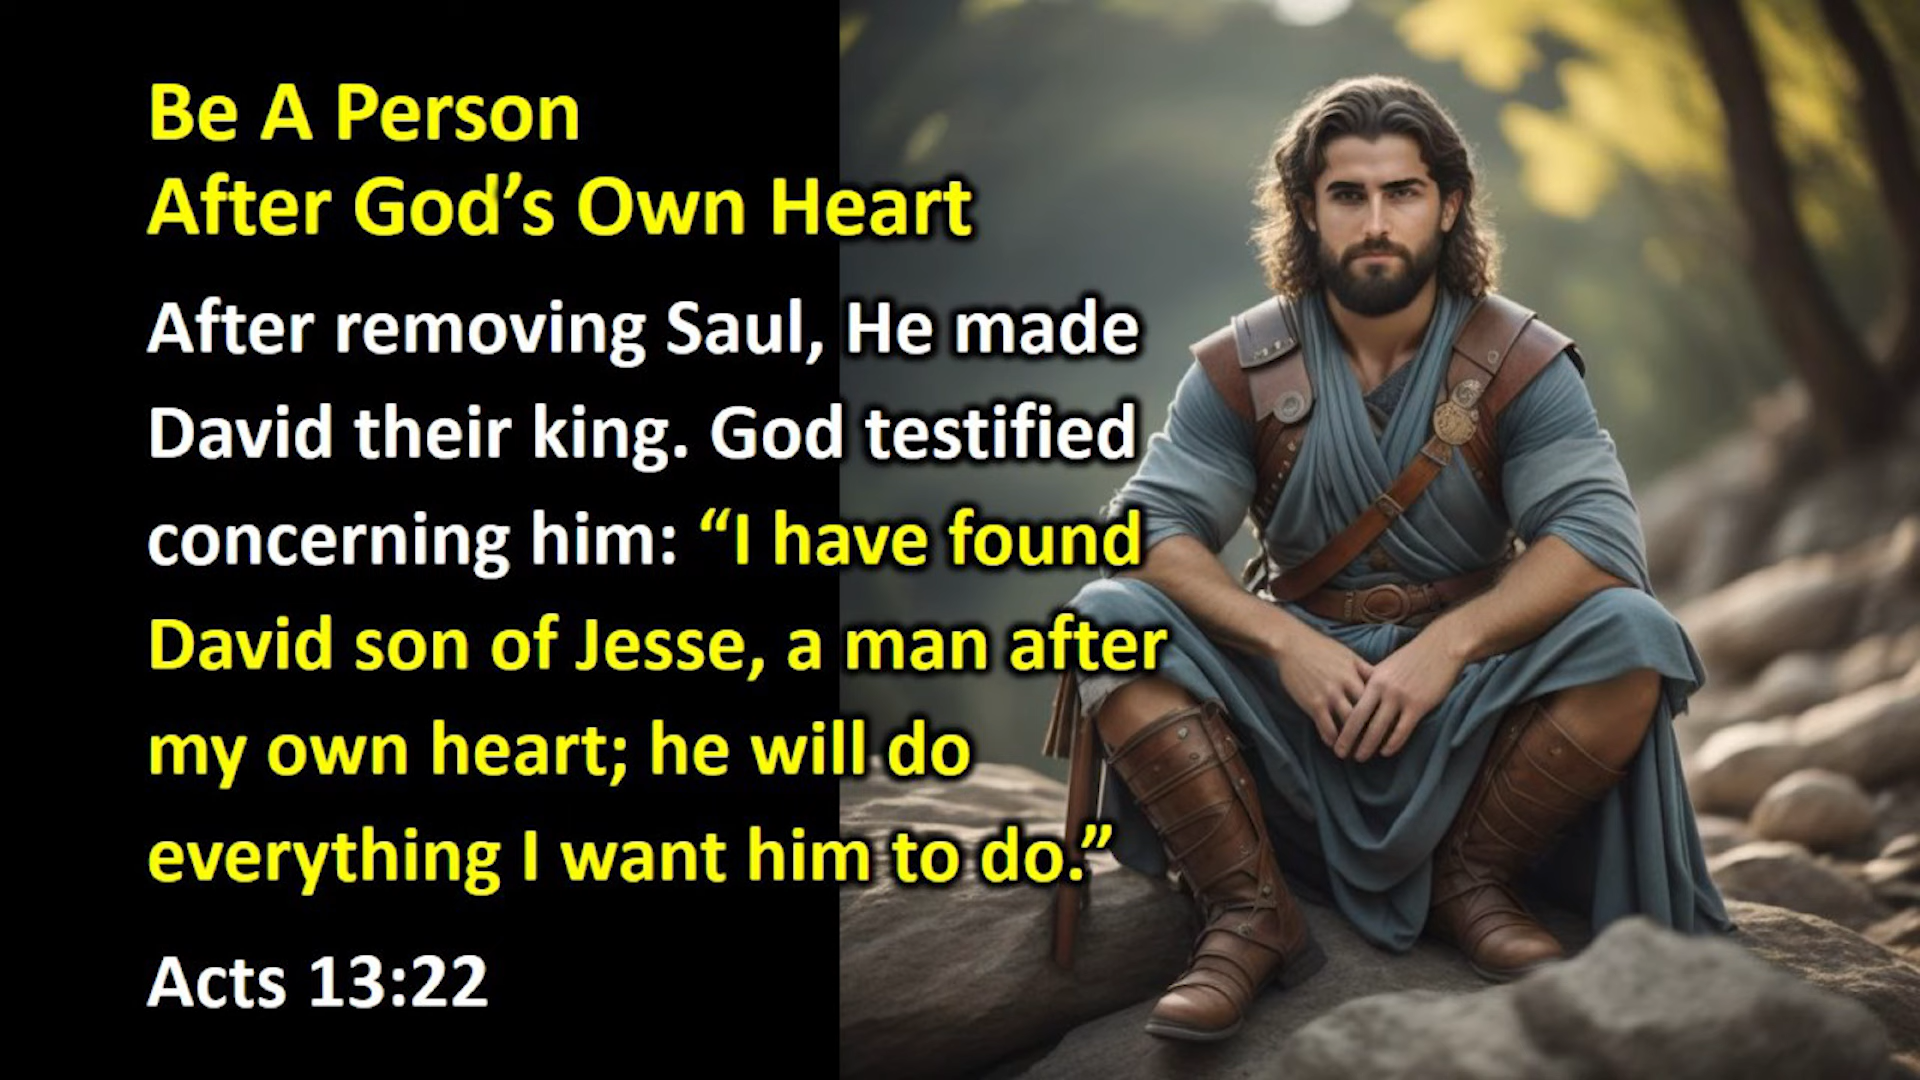 Be A Person
After God’s Own Heart
After removing Saul, He made
David their king. God testified
concerning him: “I have found
David son of Jesse, a man after
my own heart; he will do
everything I want him to do.”
Acts 13:22